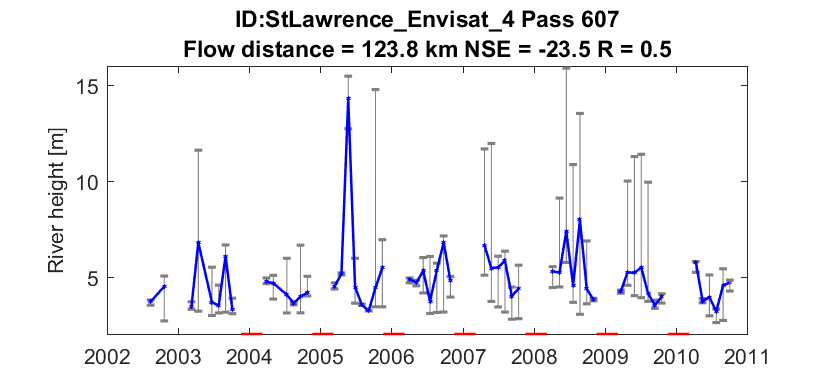 ID:StLawrence_Envisat_4 Pass 607
Flow distance = 123.8 km NSE = -23.5 R = 0.5
River height [m]
15
10
5
2002 2003 2004 2005 2006 2007 2008 2009 2010 2011